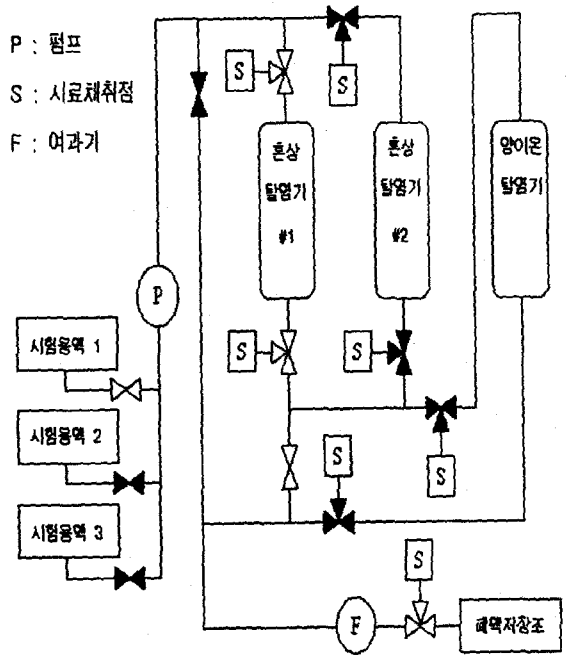 P : 펌프
S : 시료채취점
F : 여과기
S
S
혼상
탈염기
#1
혼상
탈염기
#2
양이온
탈염기
P
시험용액 1
시험용액 2
시험용액 3
S
S
S
S
S
F
폐액저장조